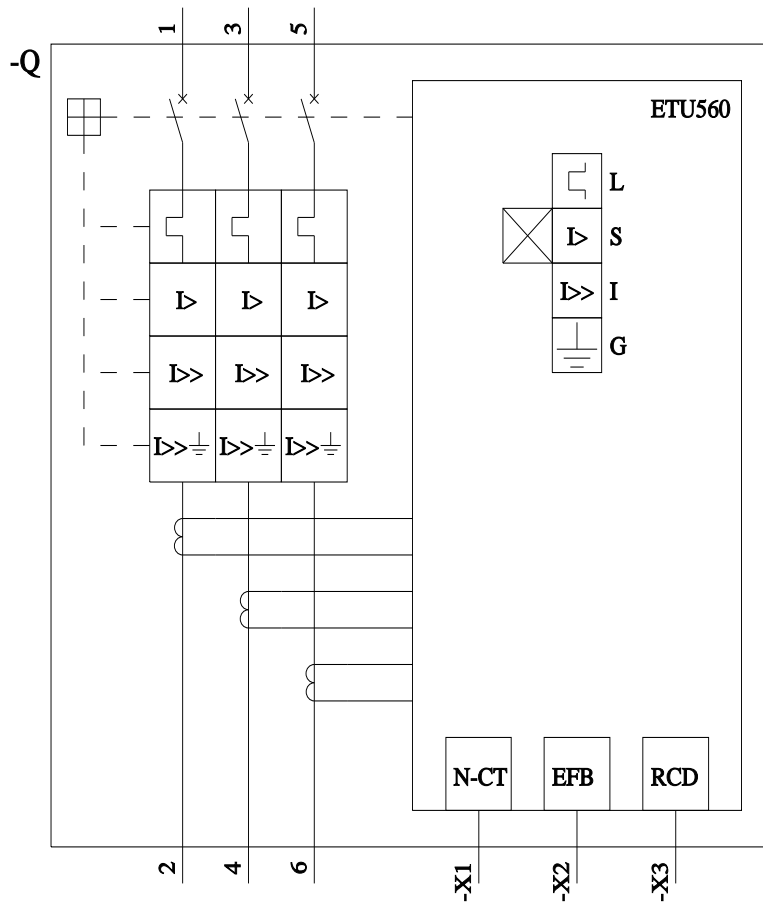 1 3 5
-Q
ETU560
L
I> S
I>> I
G
I> I> I>
I>> I>> I>>
I>> I>> I>>
N-CT EFB RCD
2 4 6 -X1 -X2 -X3